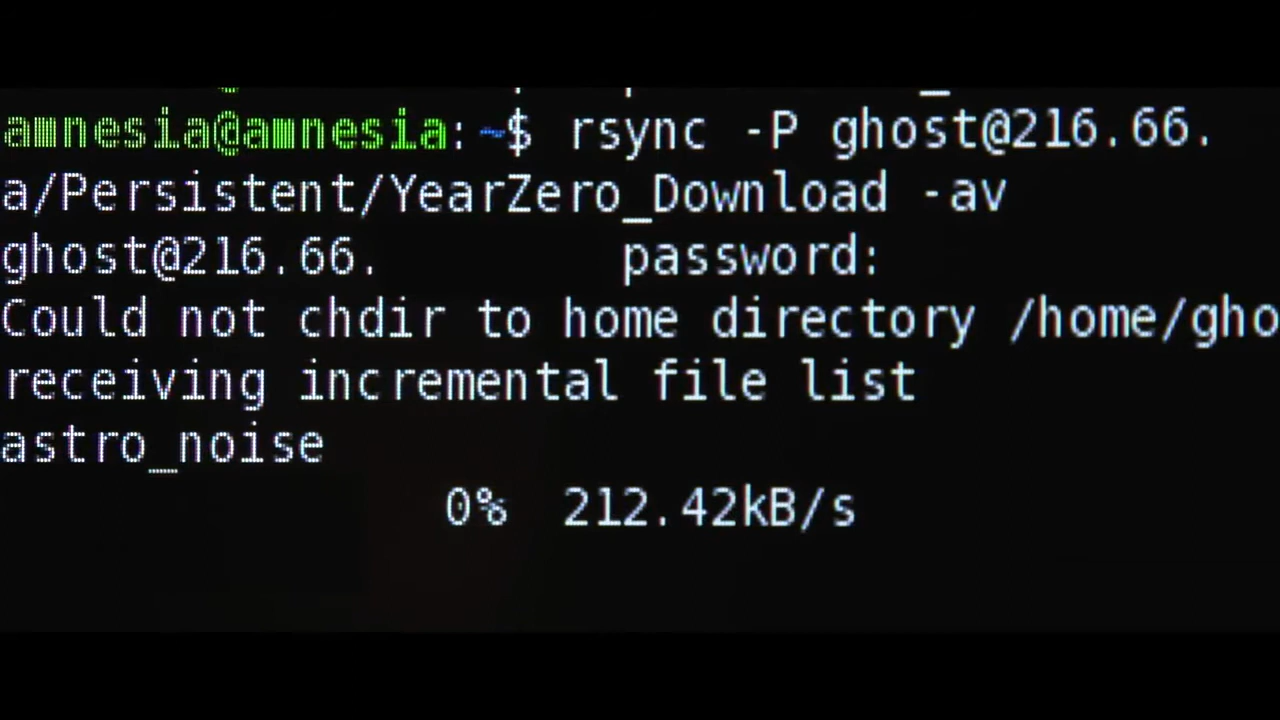 amnesia@amnesia:~$ rsync -P ghost@216.66.
a/Persistent/YearZero_Download -av
ghost@216.66. password:
Could not chdir to home directory /home/gho
receiving incremental file list
astro_noise
0% 212.42kB/s